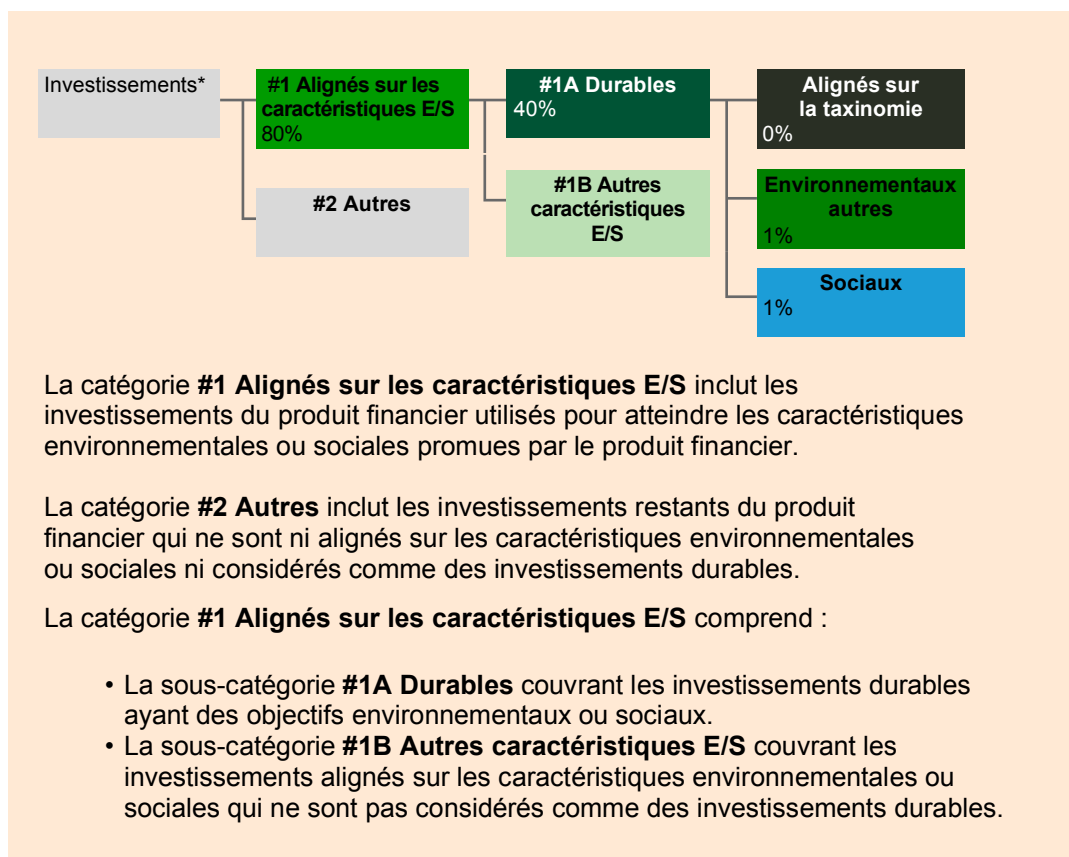 Investissements*
#1 Alignés sur les
caractéristiques E/S
80%
#2 Autres
#1A Durables
40%
#1B Autres
caractéristiques
E/S
Alignés sur
la taxinomie
0%
Environnementaux
autres
1%
Sociaux
1%
La catégorie #1 Alignés sur les caractéristiques E/S inclut les
investissements du produit financier utilisés pour atteindre les caractéristiques
environnementales ou sociales promues par le produit financier.
La catégorie #2 Autres inclut les investissements restants du produit
financier qui ne sont ni alignés sur les caractéristiques environnementales
ou sociales ni considérés comme des investissements durables.
La catégorie #1 Alignés sur les caractéristiques E/S comprend :
• La sous-catégorie #1A Durables couvrant les investissements durables
ayant des objectifs environnementaux ou sociaux.
• La sous-catégorie #1B Autres caractéristiques E/S couvrant les
investissements alignés sur les caractéristiques environnementales ou
sociales qui ne sont pas considérés comme des investissements durables.